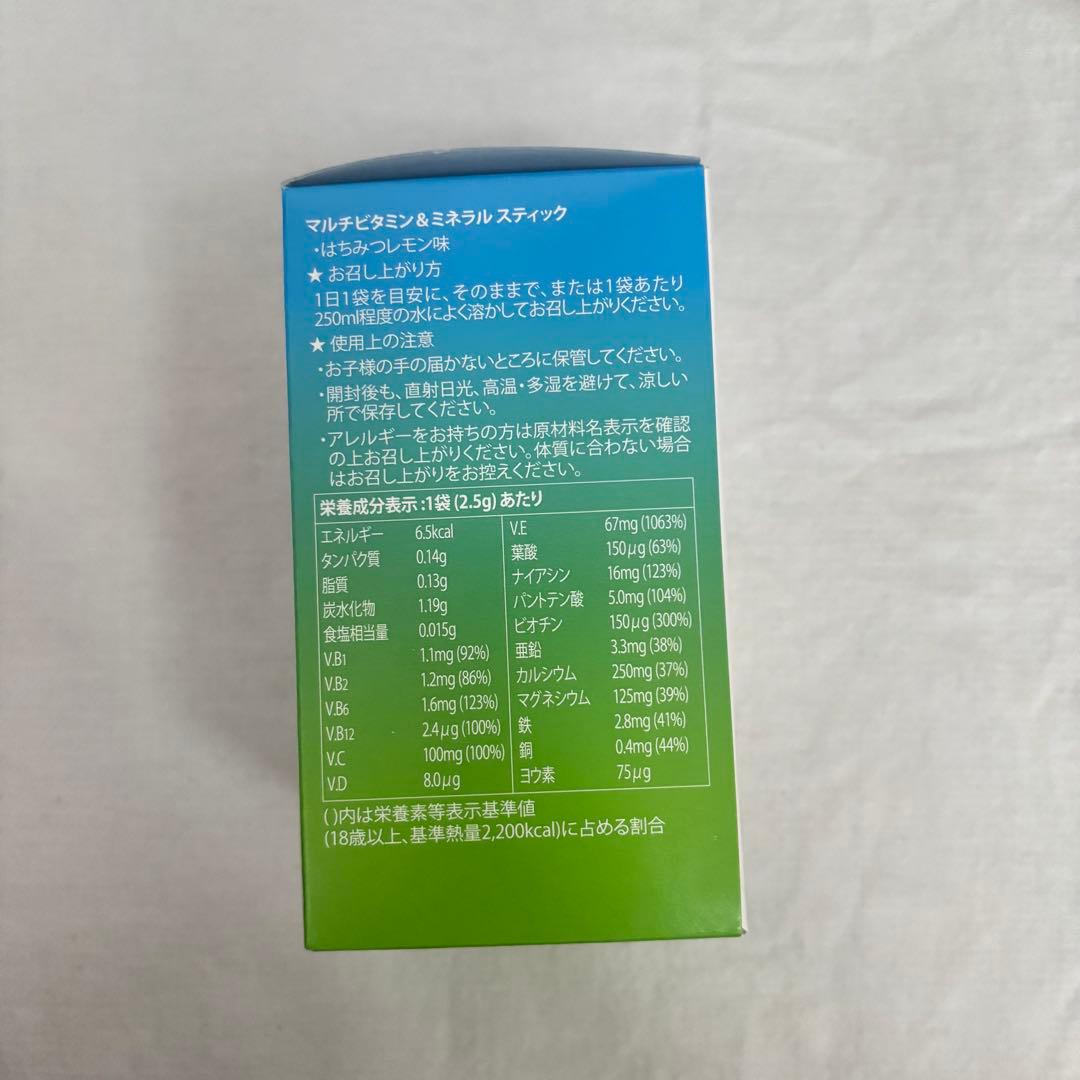 マルチビタミン&ミネラル スティック
・はちみつレモン味
★ お召し上がり方
1日1袋を目安に、そのままで、または1袋あたり
250ml程度の水によく溶かしてお召し上がりください。
★ 使用上の注意
・お子様の手の届かないところに保管してください。
・開封後も、直射日光、高温・多湿を避けて、涼しい
所で保存してください。
・アレルギーをお持ちの方は原材料名表示を確認
の上お召し上がりください。体質に合わない場合
はお召し上がりをお控えください。
栄養成分表示:1袋(2.5g)あたり
エネルギー 6.5kcal
タンパク質 0.14g
脂質 0.13g
炭水化物 1.19g
食塩相当量 0.015g
V.B1 1.1mg (92%)
V.B2 1.2mg (86%)
V.B6 1.6mg (123%)
V.B12 2.4μg (100%)
V.C 100mg (100%)
V.D 8.0μg
V.E 67mg (1063%)
葉酸 150μg (63%)
ナイアシン 16mg (123%)
パントテン酸 5.0mg (104%)
ビオチン 150μg (300%)
亜鉛 3.3mg (38%)
カルシウム 250mg (37%)
マグネシウム 125mg (39%)
鉄 2.8mg (41%)
銅 0.4mg (44%)
ヨウ素 75μg
( )内は栄養素等表示基準値
(18歳以上、基準熱量2,200kcal)に占める割合